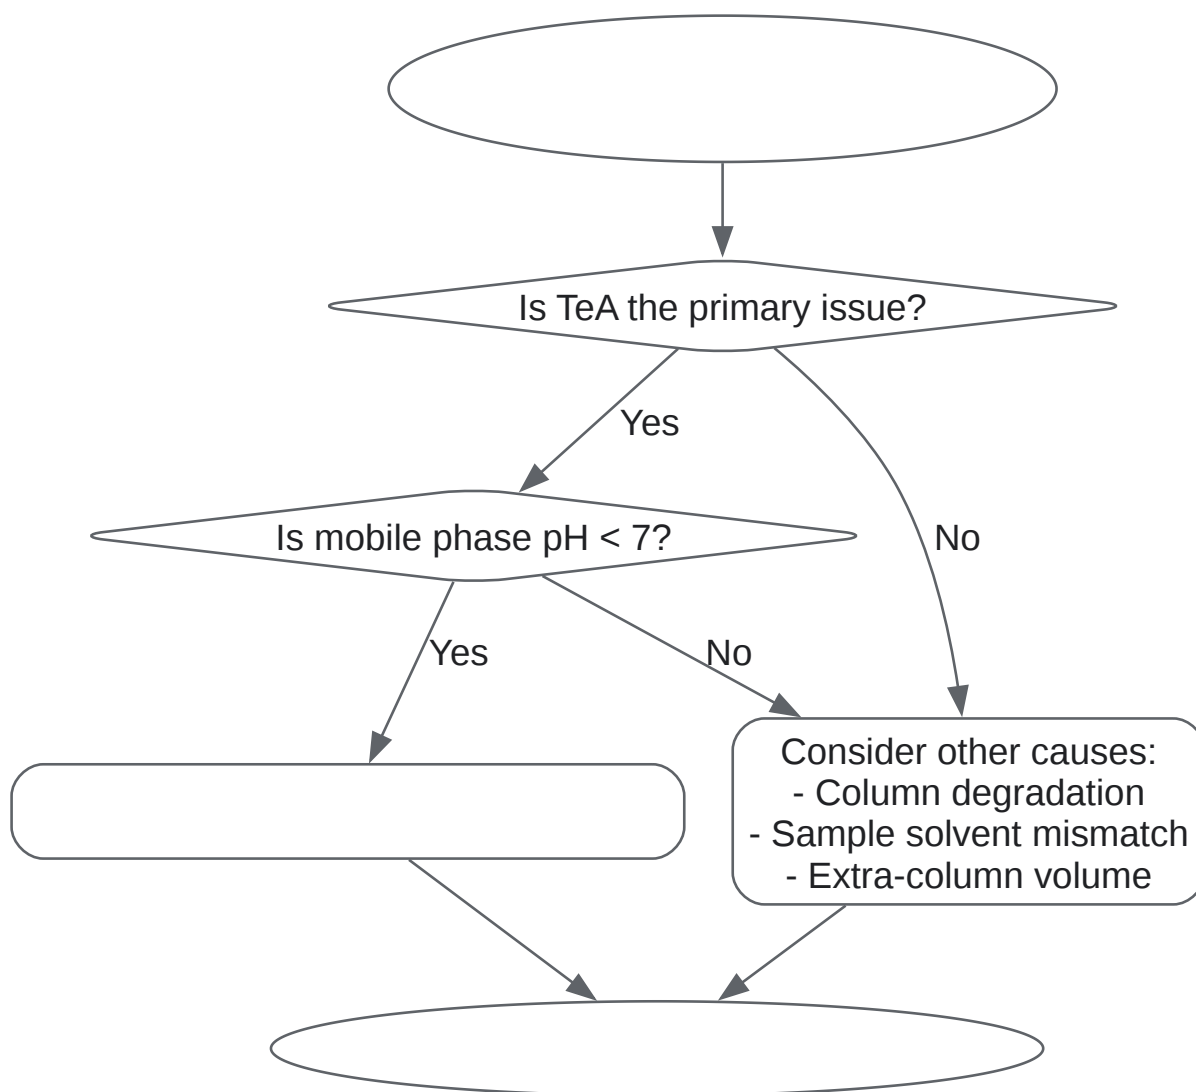 Is TeA the primary issue?
Yes
Is mobile phase pH < 7?
No
Yes
No
Consider other causes:
- Column degradation
- Sample solvent mismatch
- Extra-column volume